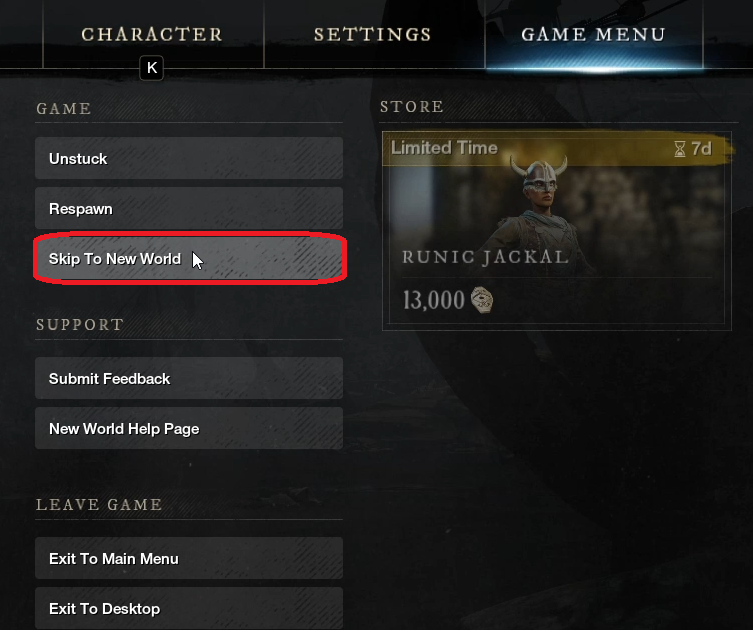 CHARACTER
SETTINGS
GAME MENU
K
GAME
Unstuck
Respawn
Skip To New World
SUPPORT
Submit Feedback
New World Help Page
LEAVE GAME
Exit To Main Menu
Exit To Desktop
STORE
Limited Time
7d
RUNIC JACKAL
13,000